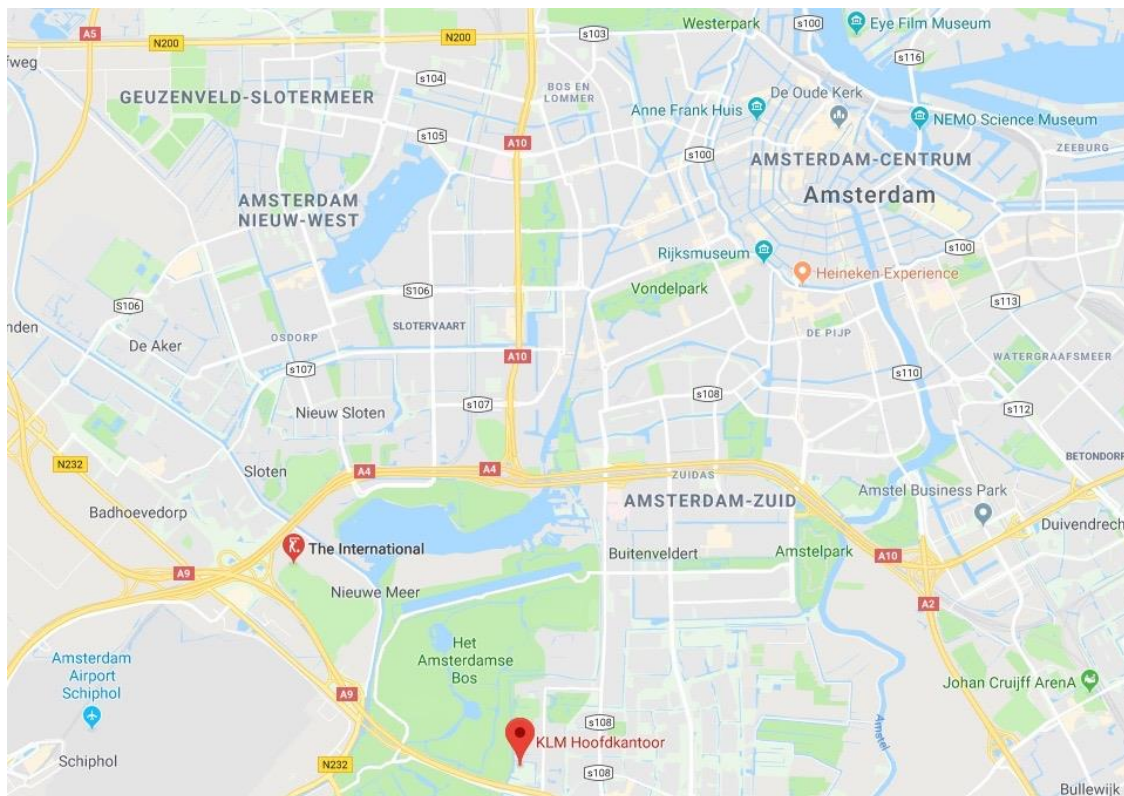 Westerpark
s100
Eye Film Museum
A5
N200
A10
N200
s103
fweg
s104
BOS EN
LOMMER
s116
GEUZENVELD-SLOTERMEER
De Oude Kerk
Anne Frank Huis
NEMO Science Museum
s105
A10
s100
ZEEBURG
AMSTERDAM-CENTRUM
AMSTERDAM
NIEUW-WEST
Amsterdam
s100
Rijksmuseum
Heineken Experience
Vondelpark
S106
S106
s113
nden
SLOTERVAART
DE PIJP
OSDORP
De Aker
A10
WATERGRAAFSMEER
s107
s110
s108
s107
Nieuw Sloten
s112
BETONDORP
N232
Sloten
A4
A4
ZUIDAS
AMSTERDAM-ZUID
Amstel Business Park
Badhoevedorp
Duivendrech
The International
Buitenveldert
Amstelpark
A10
A9
Nieuwe Meer
A2
Het
Amsterdamse
Bos
Amsterdam
Airport
Schiphol
Johan Cruijff ArenA
A9
s108
KLM Hoofdkantoor
Amstel
Schiphol
N232
s108
Bullewijk